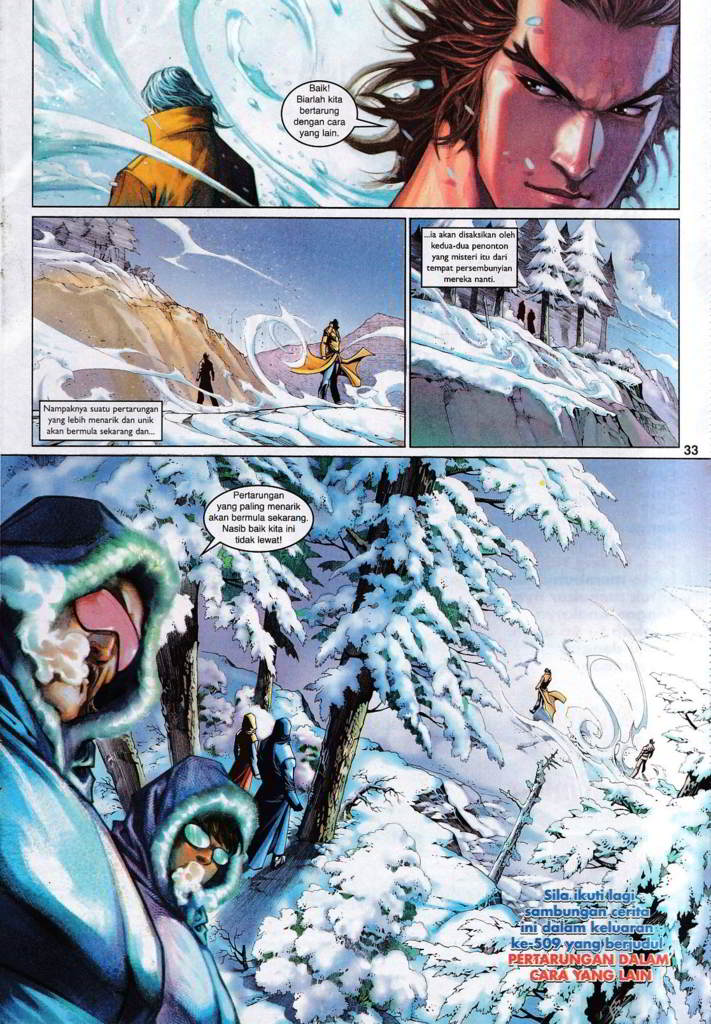 Baik!
Biarlah kita
bertarung
dengan cara
yang lain.
Nampaknya suatu pertarungan
yang lebih menarik dan unik
akan bermula sekarang dan...
...ia akan disaksikan oleh
kedua-dua penonton
yang misteri itu dari
tempat persembunyian
mereka nanti.
33
Pertarungan
yang paling menarik
akan bermula sekarang.
Nasib baik kita ini
tidak lewat!
Sila ikuti lagi
sambungan cerita
ini dalam keluaran
ke-509 yang berjudul
PERTARUNGAN DALAM
CARA YANG LAIN